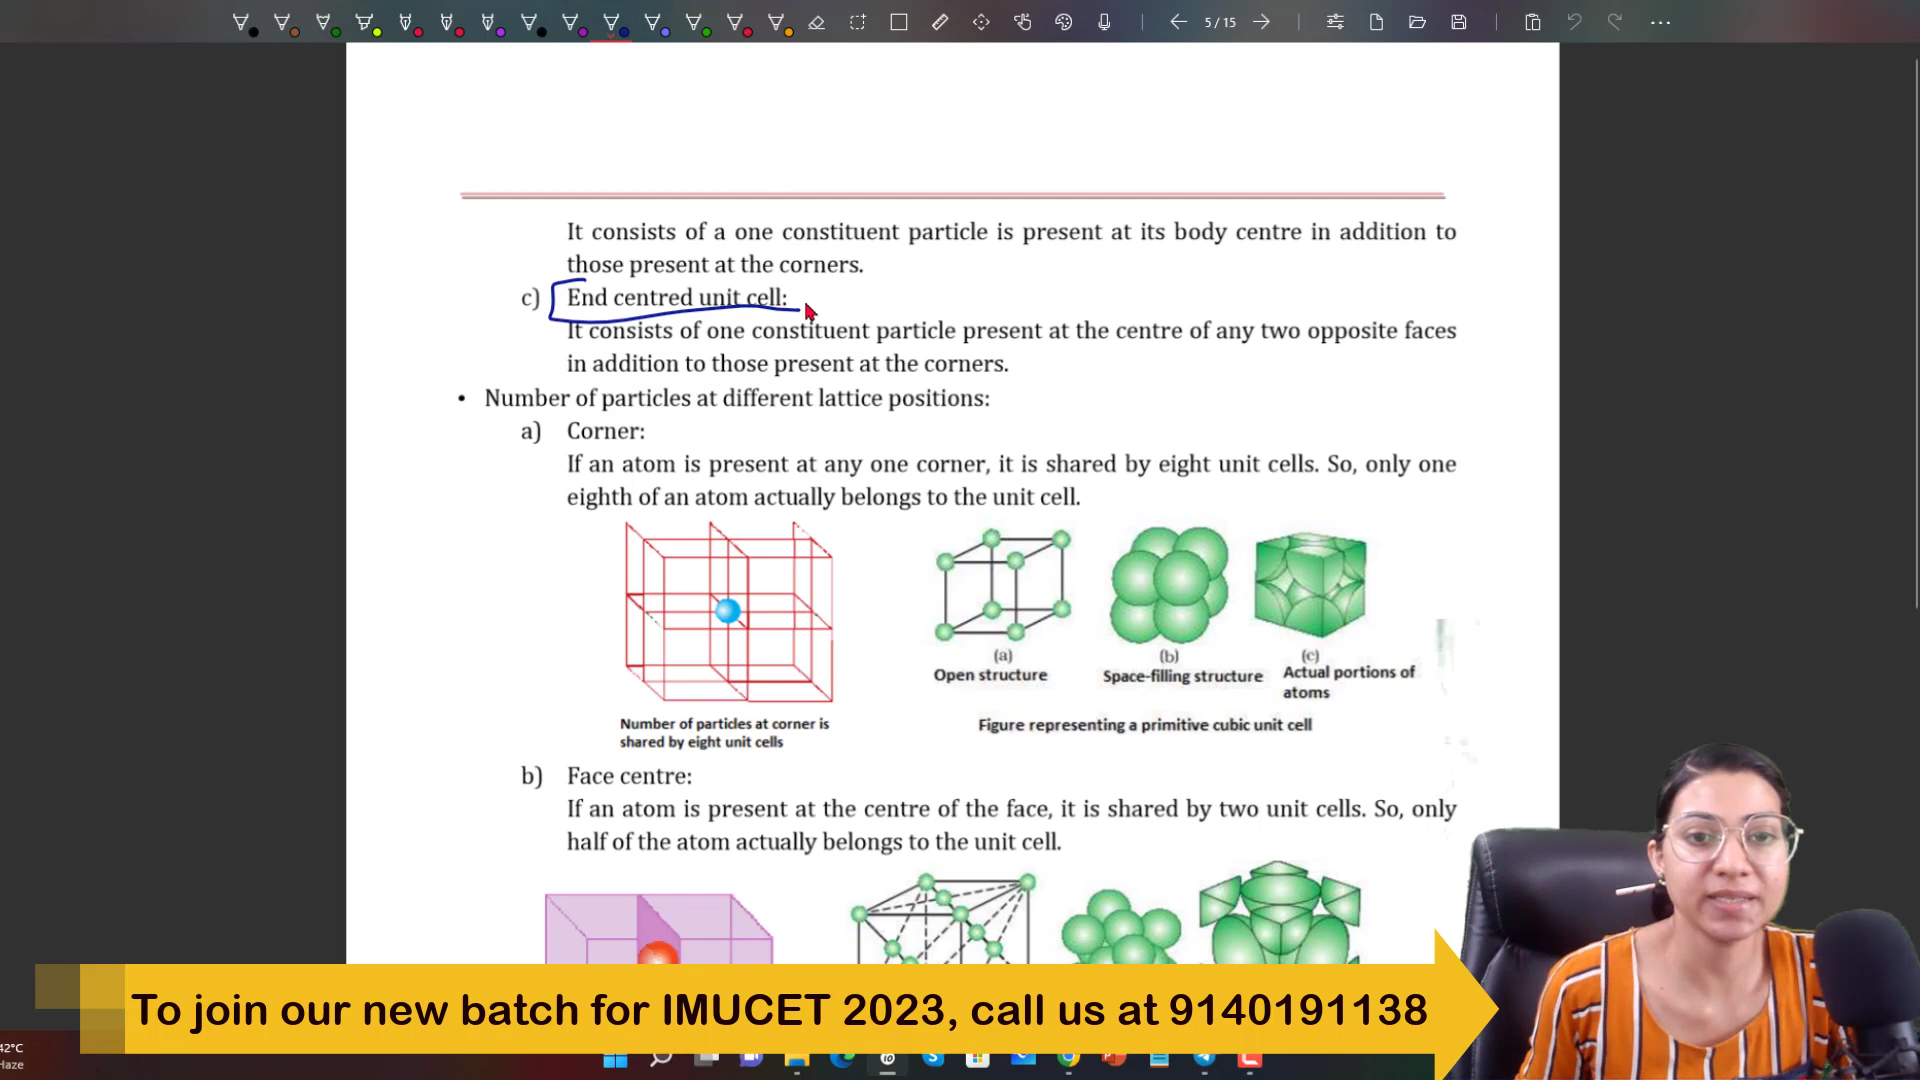 5 / 15
It consists of a one constituent particle is present at its body centre in addition to
those present at the corners.
c) End centred unit cell:
It consists of one constituent particle present at the centre of any two opposite faces
in addition to those present at the corners.
• Number of particles at different lattice positions:
a) Corner:
If an atom is present at any one corner, it is shared by eight unit cells. So, only one
eighth of an atom actually belongs to the unit cell.
(a)
Open structure
(b)
Space-filling structure
(c)
Actual portions of
atoms
Number of particles at corner is
shared by eight unit cells
Figure representing a primitive cubic unit cell
b) Face centre:
If an atom is present at the centre of the face, it is shared by two unit cells. So, only
half of the atom actually belongs to the unit cell.
To join our new batch for IMUCET 2023, call us at 9140191138
42°C
Haze